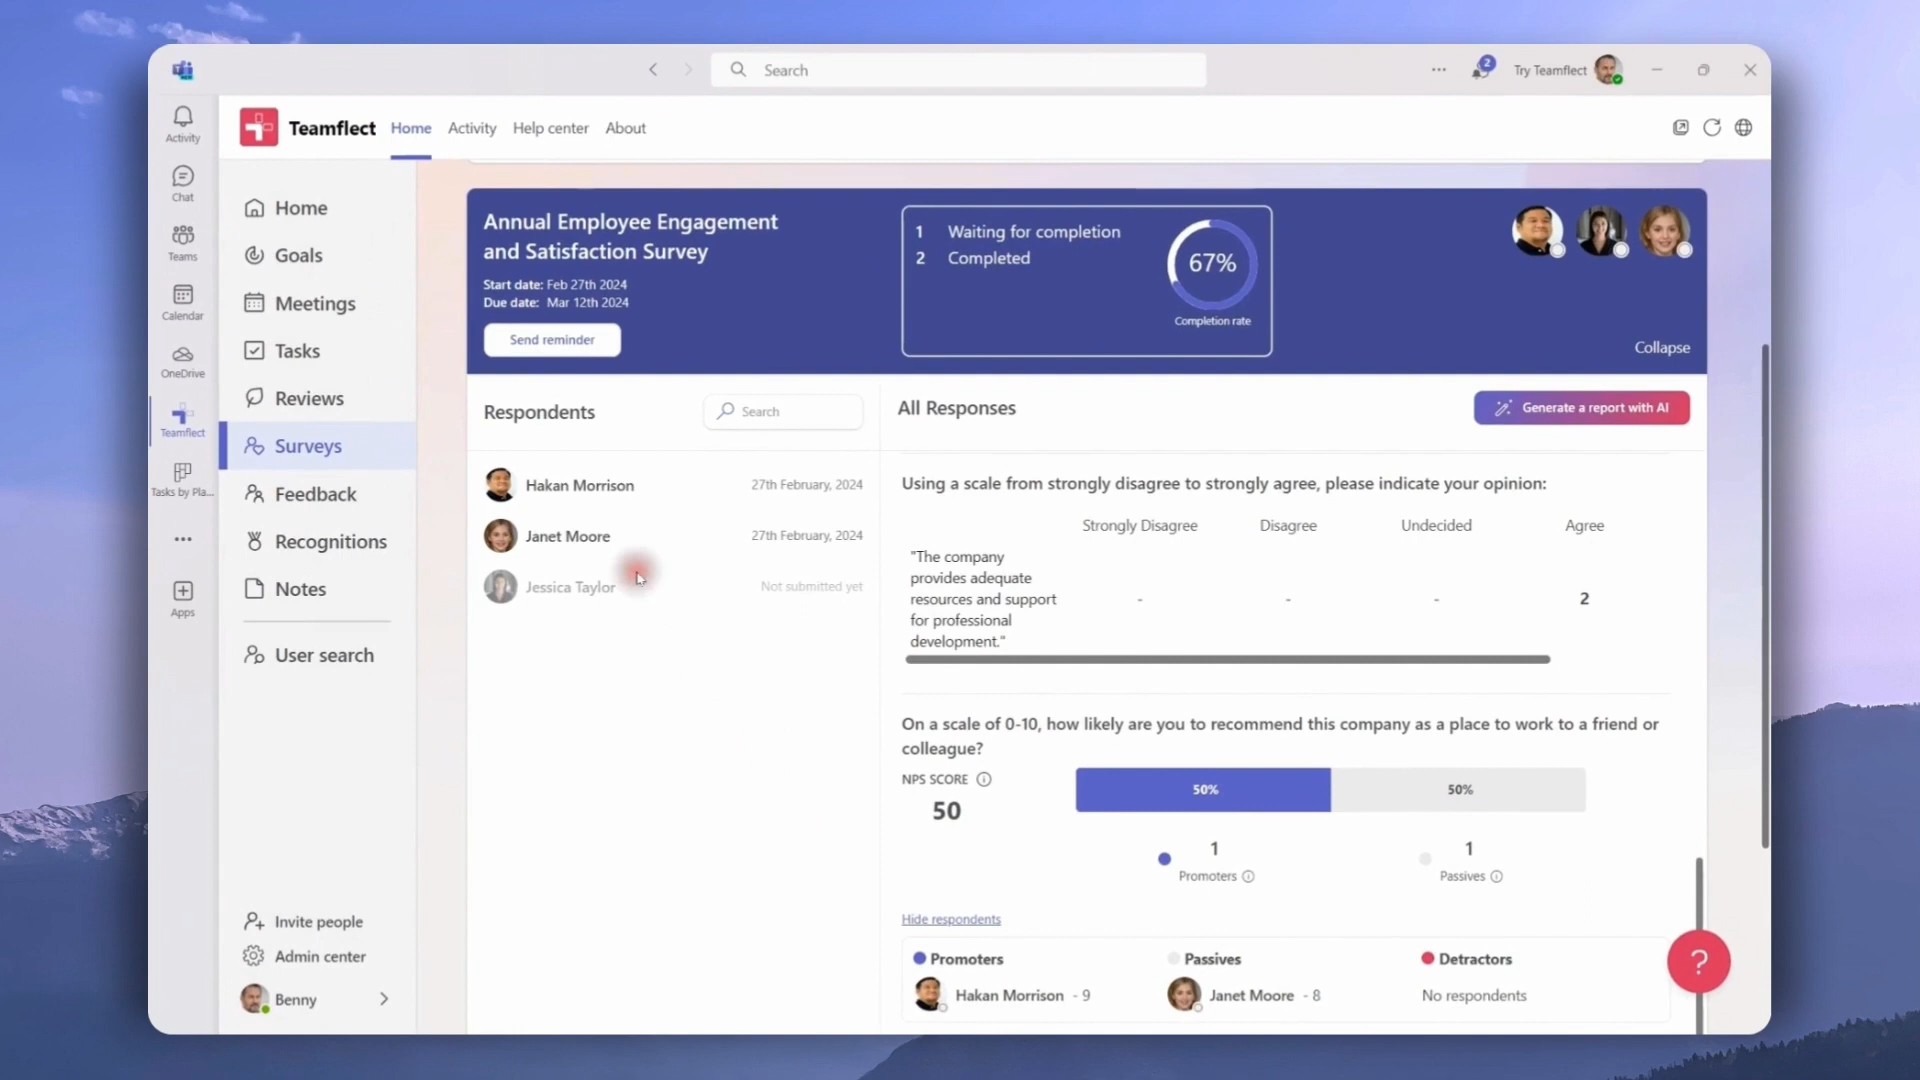 Search
2
Try Teamflect
Activity
Chat
Teams
Calendar
OneDrive
Teamflect
Tasks by Pla...
Apps
Teamflect
Home
Activity
Help center
About
Home
Goals
Meetings
Tasks
Reviews
Surveys
Feedback
Recognitions
Notes
User search
Invite people
Admin center
Benny
Annual Employee Engagement
and Satisfaction Survey
Start date: Feb 27th 2024
Due date: Mar 12th 2024
Send reminder
1 Waiting for completion
2 Completed
67%
Completion rate
Collapse
Respondents
Search
Hakan Morrison 27th February, 2024
Janet Moore 27th February, 2024
Jessica Taylor Not submitted yet
All Responses
Generate a report with AI
Using a scale from strongly disagree to strongly agree, please indicate your opinion:
Strongly Disagree Disagree Undecided Agree
"The company
provides adequate
resources and support
for professional
development."
- - - 2
On a scale of 0-10, how likely are you to recommend this company as a place to work to a friend or
colleague?
NPS SCORE
50
50% 50%
1 1
Promoters Passives
Hide respondents
Promoters Passives Detractors
Hakan Morrison - 9 Janet Moore - 8 No respondents
?